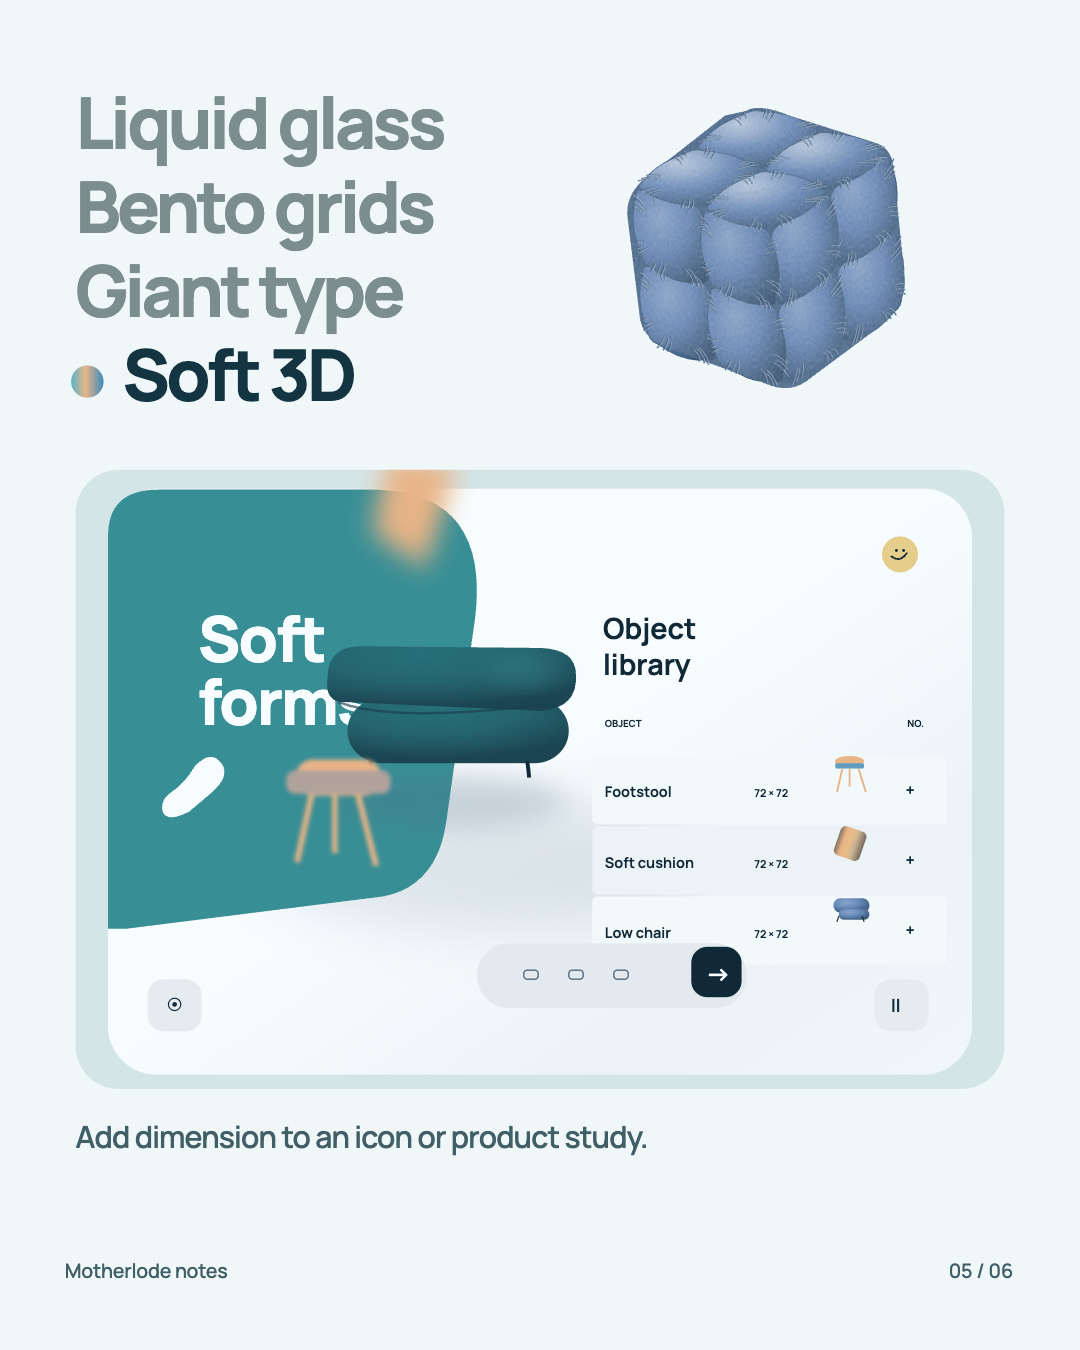 Liquid glass
Bento grids
Giant type
Soft 3D
Soft
forms
Object
library
OBJECT NO.
Footstool 72 × 72 +
Soft cushion 72 × 72 +
Low chair 72 × 72 +
Add dimension to an icon or product study.
Motherlode notes 05 / 06